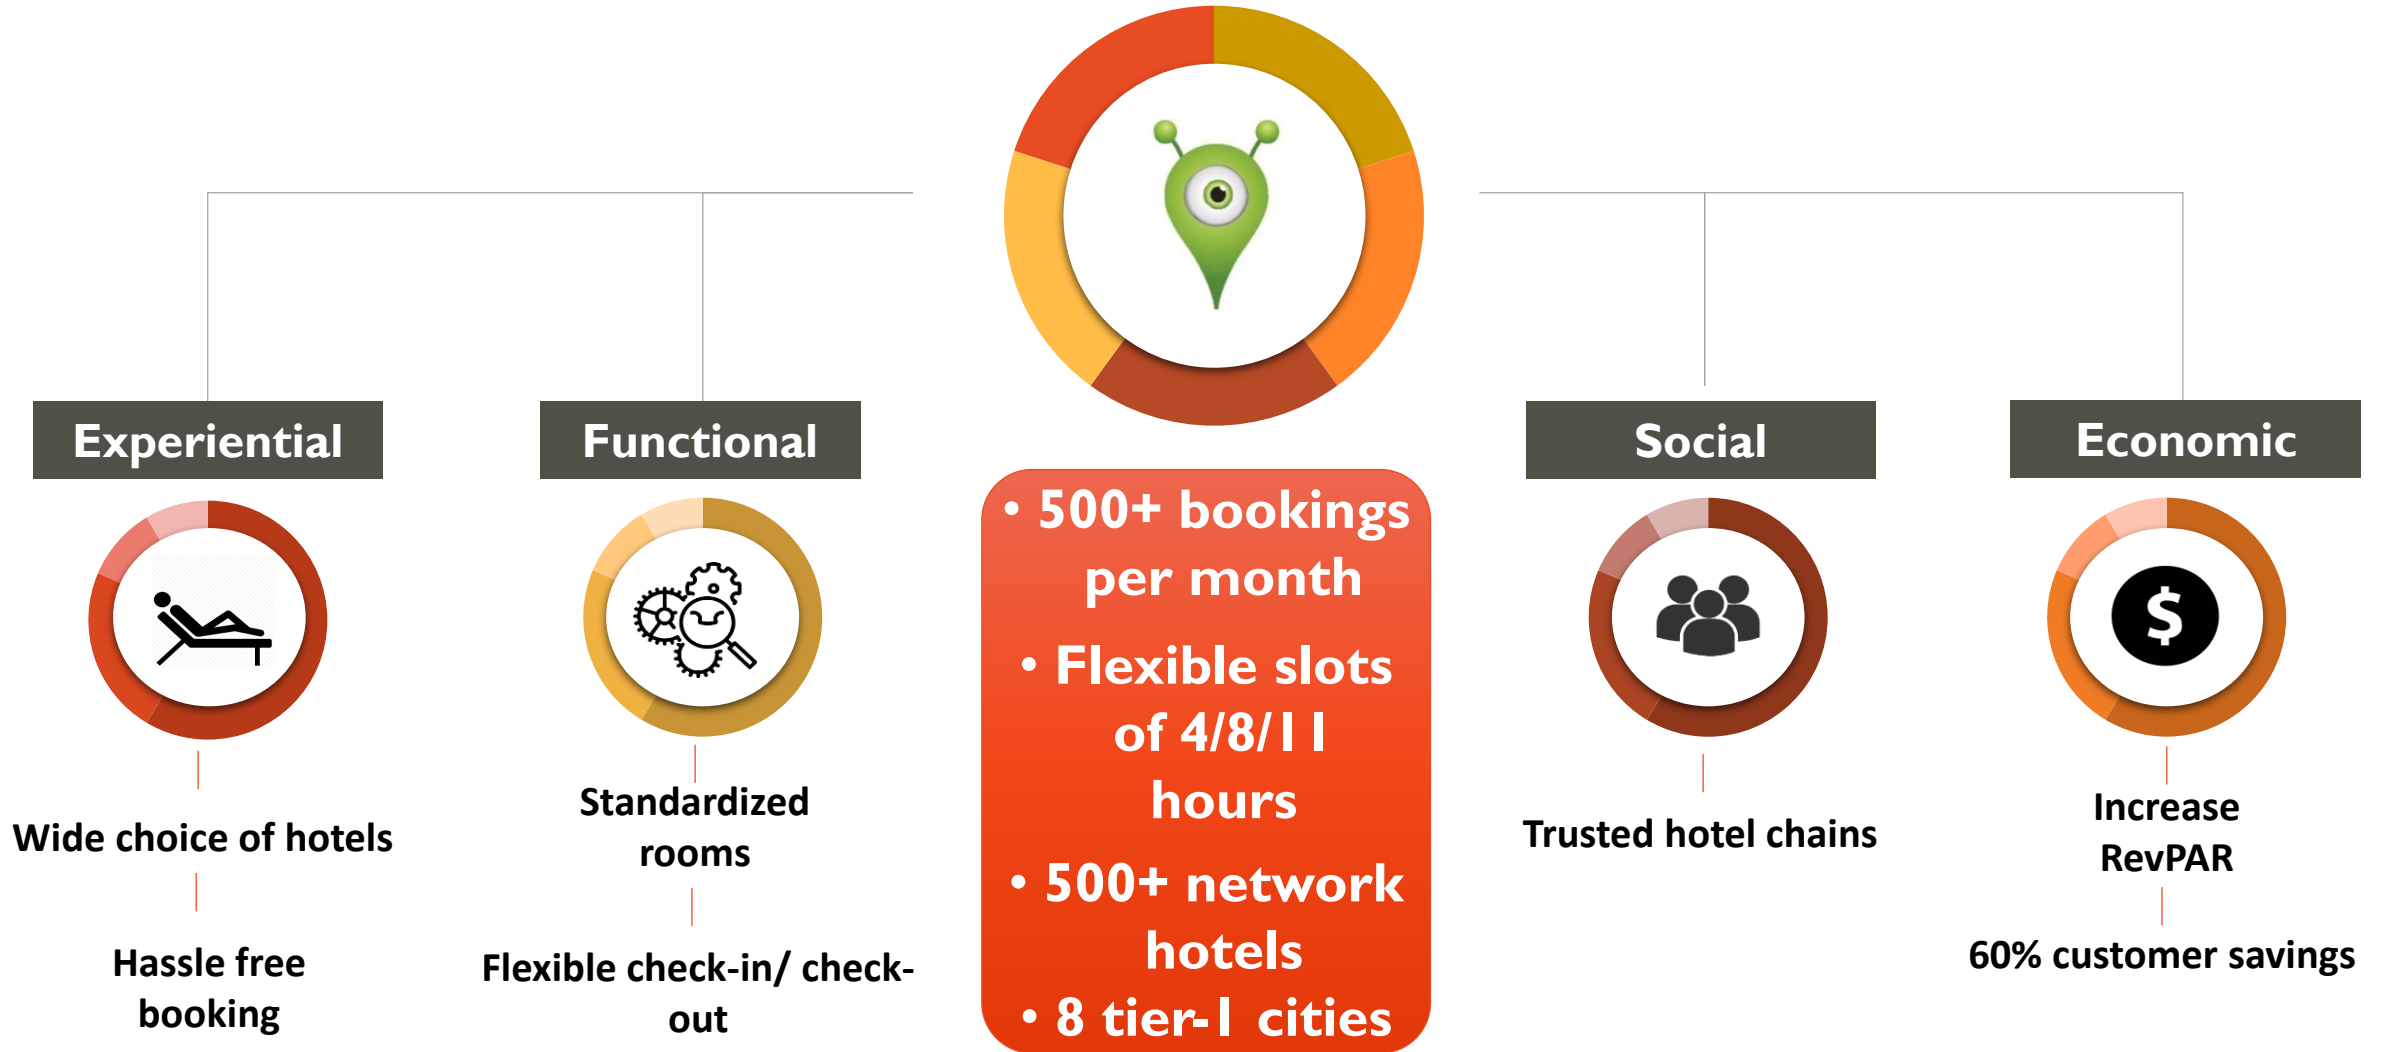 Experiential
Wide choice of hotels
Hassle free
booking
Functional
Standardized
rooms
Flexible check-in/ check-
out
• 500+ bookings
per month
• Flexible slots
of 4/8/11
hours
• 500+ network
hotels
• 8 tier-1 cities
Social
Trusted hotel chains
Economic
$
Increase
RevPAR
60% customer savings